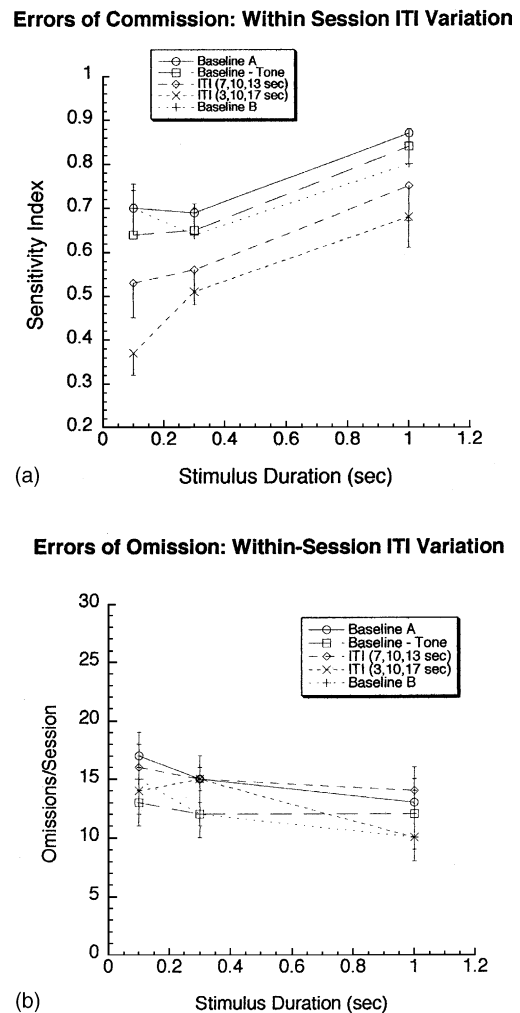 Errors of Commission: Within Session ITI Variation
Baseline A
Baseline - Tone
ITI (7,10,13 sec)
ITI (3,10,17 sec)
Baseline B
1
0.9
0.8
0.7
0.6
0.5
0.4
0.3
0.2
Sensitivity Index
0 0.2 0.4 0.6 0.8 1 1.2
Stimulus Duration (sec)
(a)
Errors of Omission: Within-Session ITI Variation
Baseline A
Baseline - Tone
ITI (7,10,13 sec)
ITI (3,10,17 sec)
Baseline B
30
25
20
15
10
5
0
Omissions/Session
0 0.2 0.4 0.6 0.8 1 1.2
Stimulus Duration (sec)
(b)